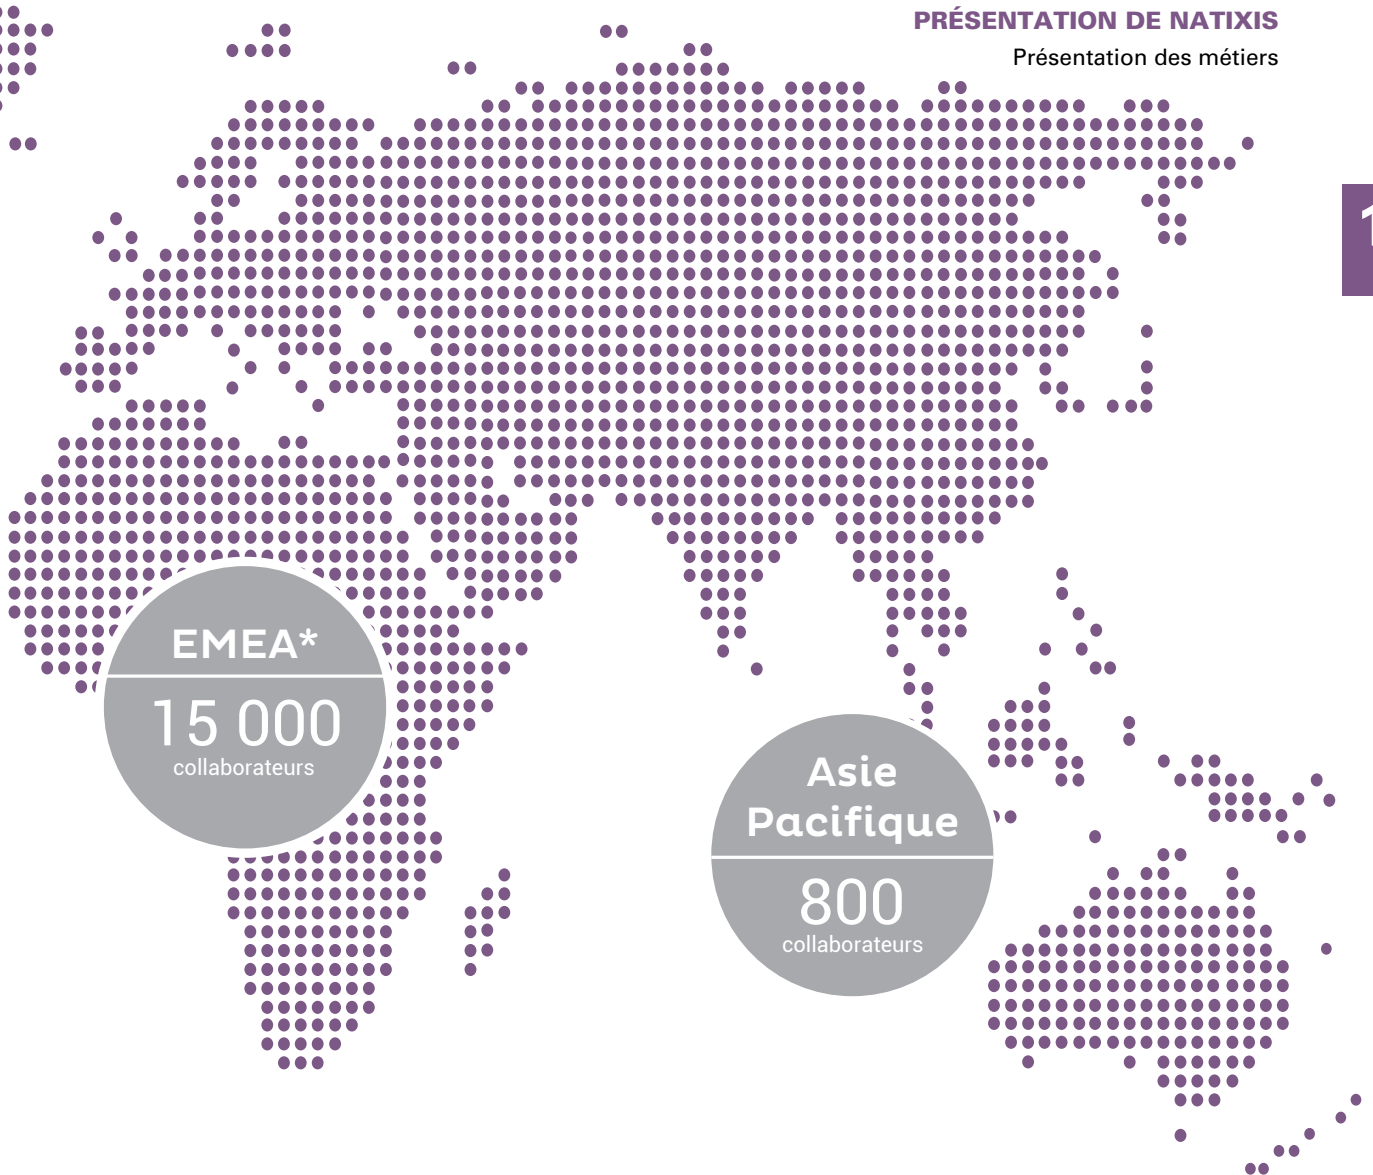 PRÉSENTATION DE NATIXIS
Présentation des métiers
1
EMEA*
15 000
collaborateurs
Asie
Pacifique
800
collaborateurs